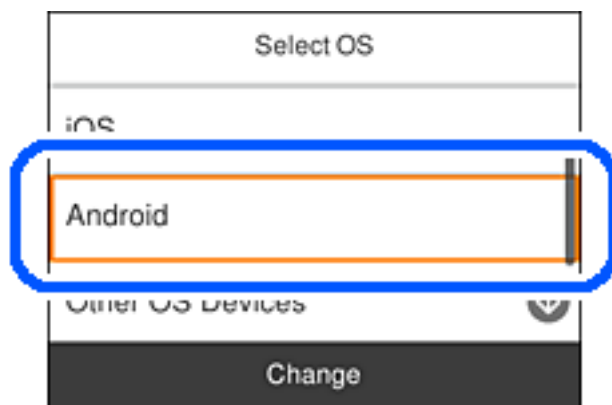 Select OS
iOS
Android
Other OS Devices
Change